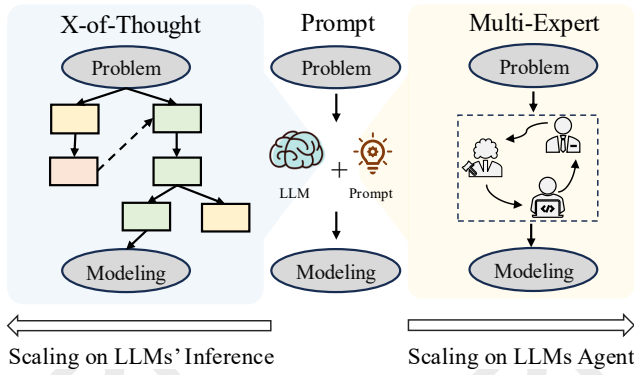 X-of-Thought
Problem
Modeling
Prompt
Problem
LLM
+
Prompt
Modeling
Multi-Expert
Problem
</>
Modeling
Scaling on LLMs' Inference
Scaling on LLMs Agent